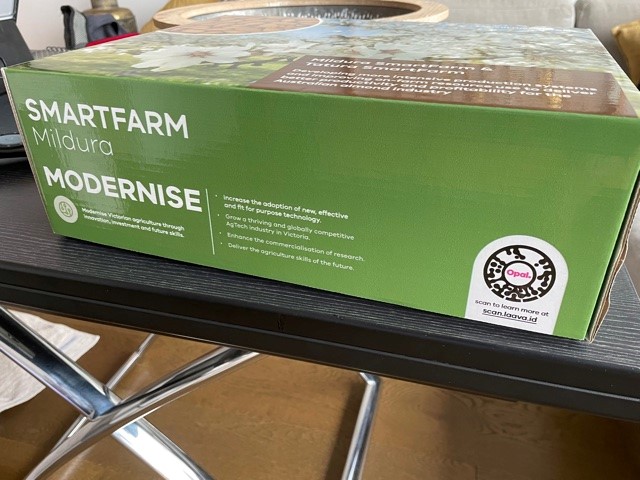 SMARTFARM
Mildura
MODERNISE
Modernise Victorian agriculture through
innovation, investment and future skills.
· Increase the adoption of new, effective
and fit for purpose technology.
· Grow a thriving and globally competitive
AgTech industry in Victoria.
· Enhance the commercialisation of research.
· Deliver the agriculture skills of the future.
Opal.
scan to learn more at
scan.laava.id